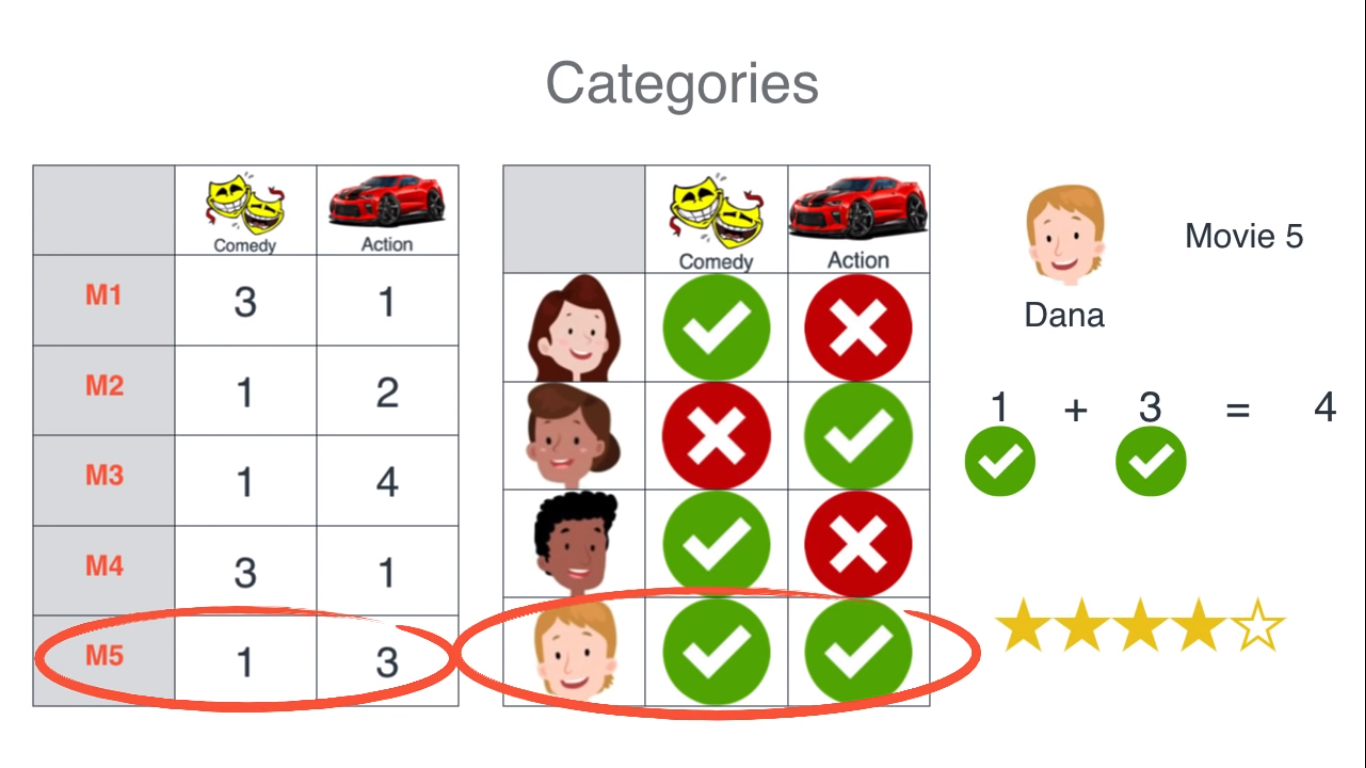 Categories
Comedy Action
M1 3 1
M2 1 2
M3 1 4
M4 3 1
M5 1 3
Comedy Action
Movie 5
Dana
1 + 3 = 4